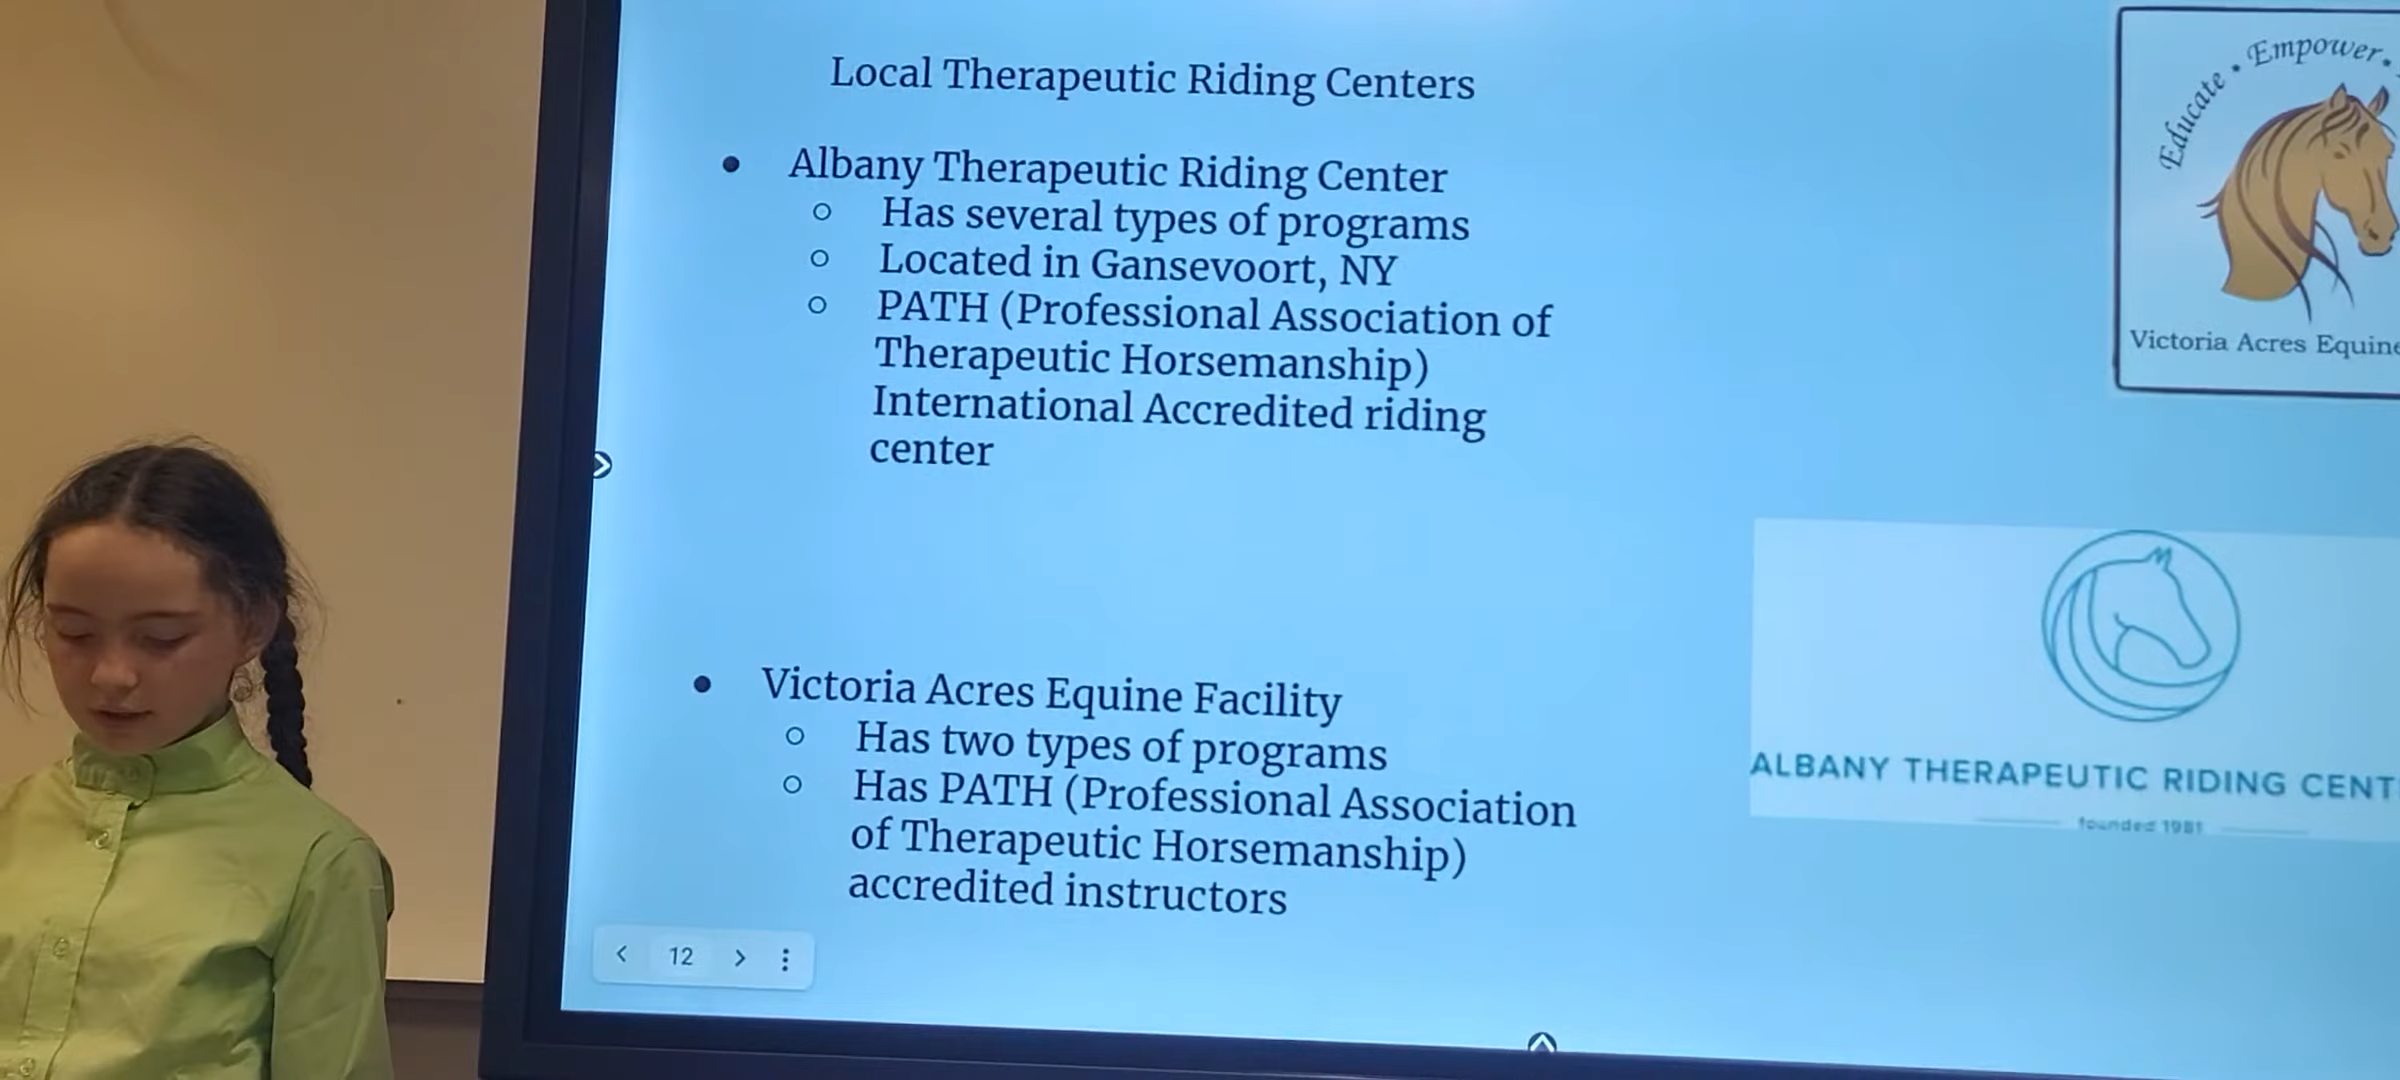 Local Therapeutic Riding Centers
Albany Therapeutic Riding Center
Has several types of programs
Located in Gansevoort, NY
PATH (Professional Association of
Therapeutic Horsemanship)
International Accredited riding
center
Victoria Acres Equine Facility
Has two types of programs
Has PATH (Professional Association
of Therapeutic Horsemanship)
accredited instructors
12
Educate • Empower •
Victoria Acres Equine
ALBANY THERAPEUTIC RIDING CENT
founded 1981